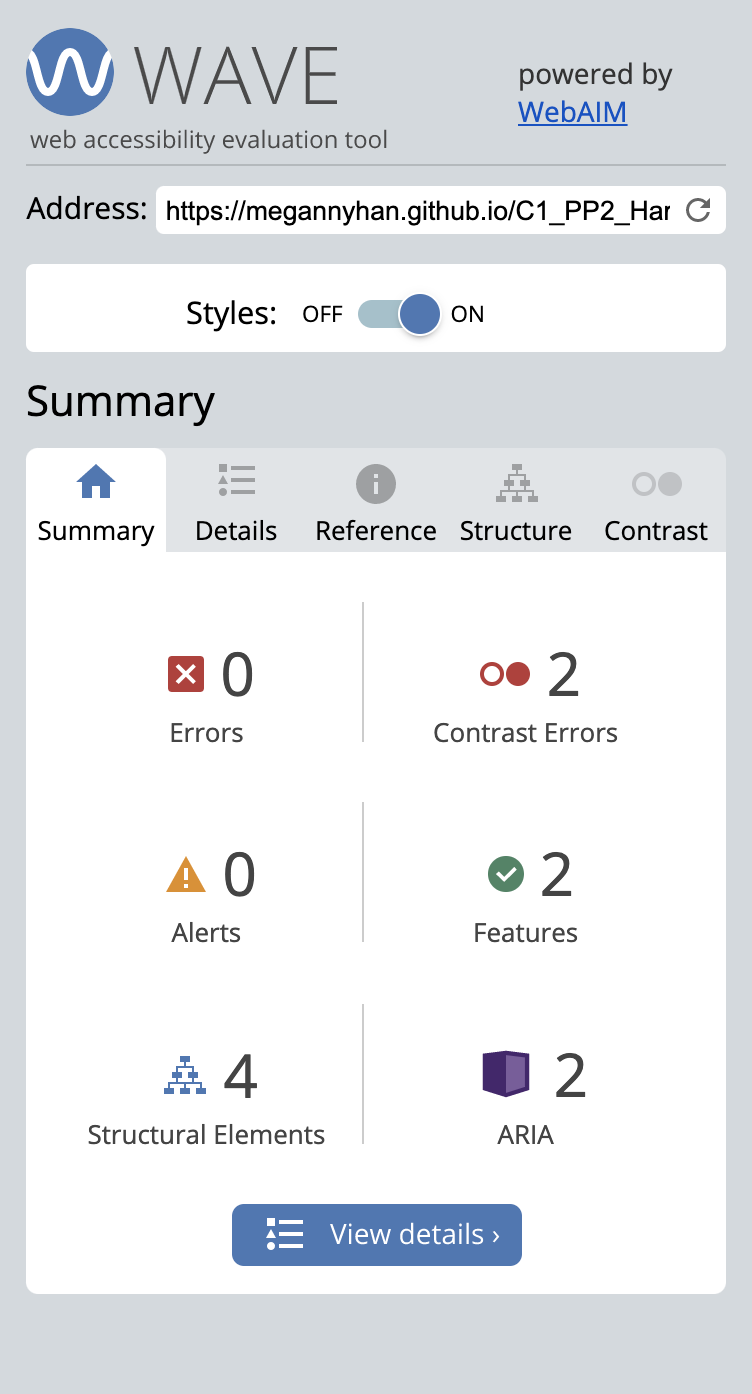 WAVE
web accessibility evaluation tool
powered by
WebAIM
Address: https://megannyhan.github.io/C1_PP2_Har
Styles: OFF ON
Summary
Summary Details Reference Structure Contrast
0 2
Errors Contrast Errors
0 2
Alerts Features
4 2
Structural Elements ARIA
View details ›